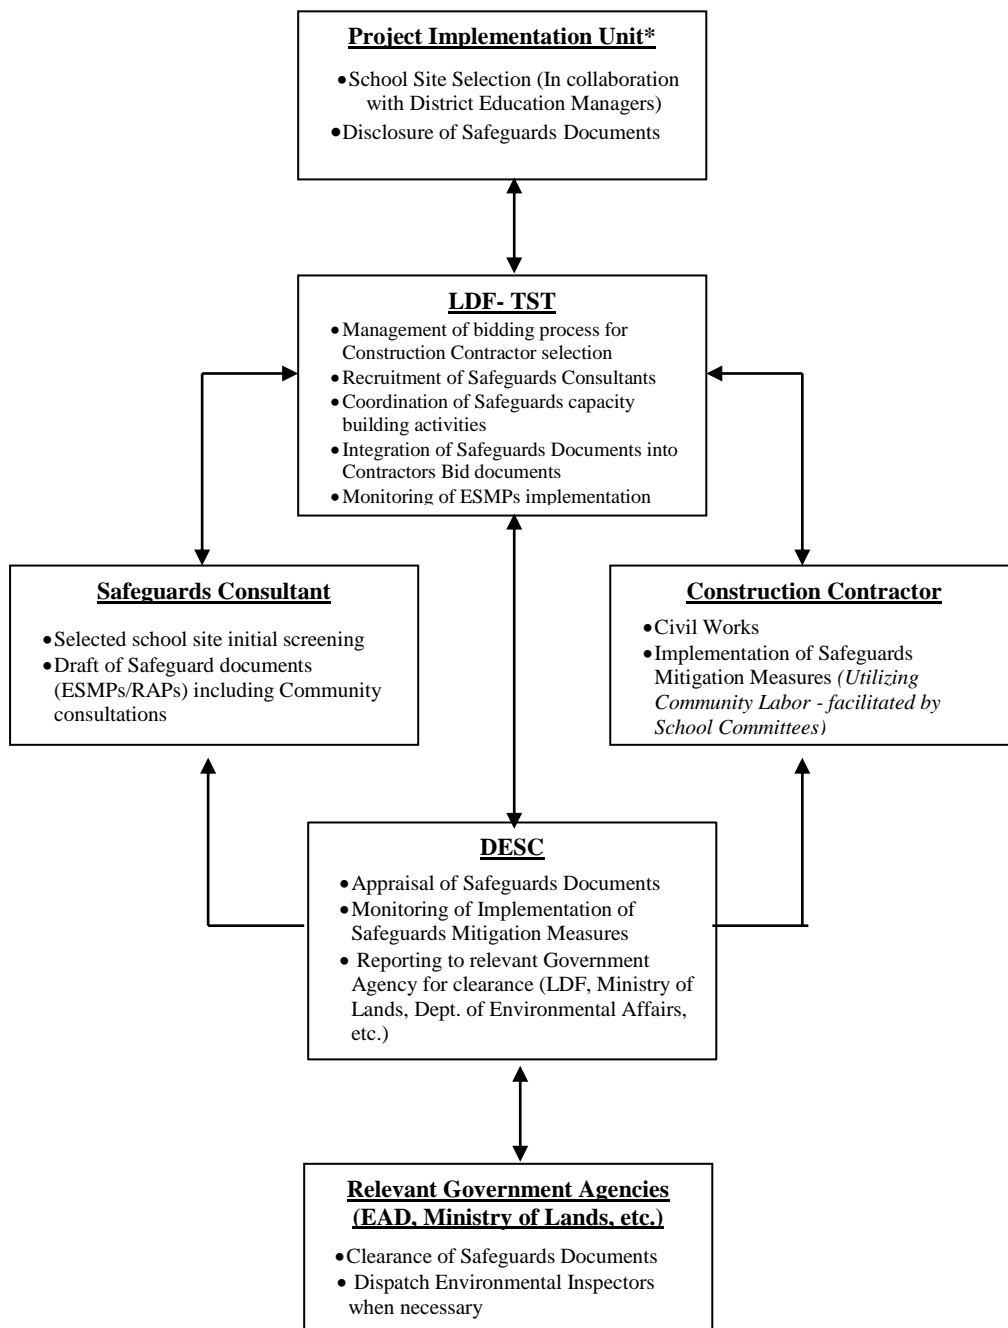 Project Implementation Unit*
•School Site Selection (In collaboration
with District Education Managers)
•Disclosure of Safeguards Documents
LDF- TST
•Management of bidding process for
Construction Contractor selection
•Recruitment of Safeguards Consultants
•Coordination of Safeguards capacity
building activities
•Integration of Safeguards Documents into
Contractors Bid documents
•Monitoring of ESMPs implementation
Safeguards Consultant
•Selected school site initial screening
•Draft of Safeguard documents
(ESMPs/RAPs) including Community
consultations
Construction Contractor
•Civil Works
•Implementation of Safeguards
Mitigation Measures (Utilizing
Community Labor - facilitated by
School Committees)
DESC
•Appraisal of Safeguards Documents
•Monitoring of Implementation of
Safeguards Mitigation Measures
• Reporting to relevant Government
Agency for clearance (LDF, Ministry of
Lands, Dept. of Environmental Affairs,
etc.)
Relevant Government Agencies
(EAD, Ministry of Lands, etc.)
•Clearance of Safeguards Documents
• Dispatch Environmental Inspectors
when necessary